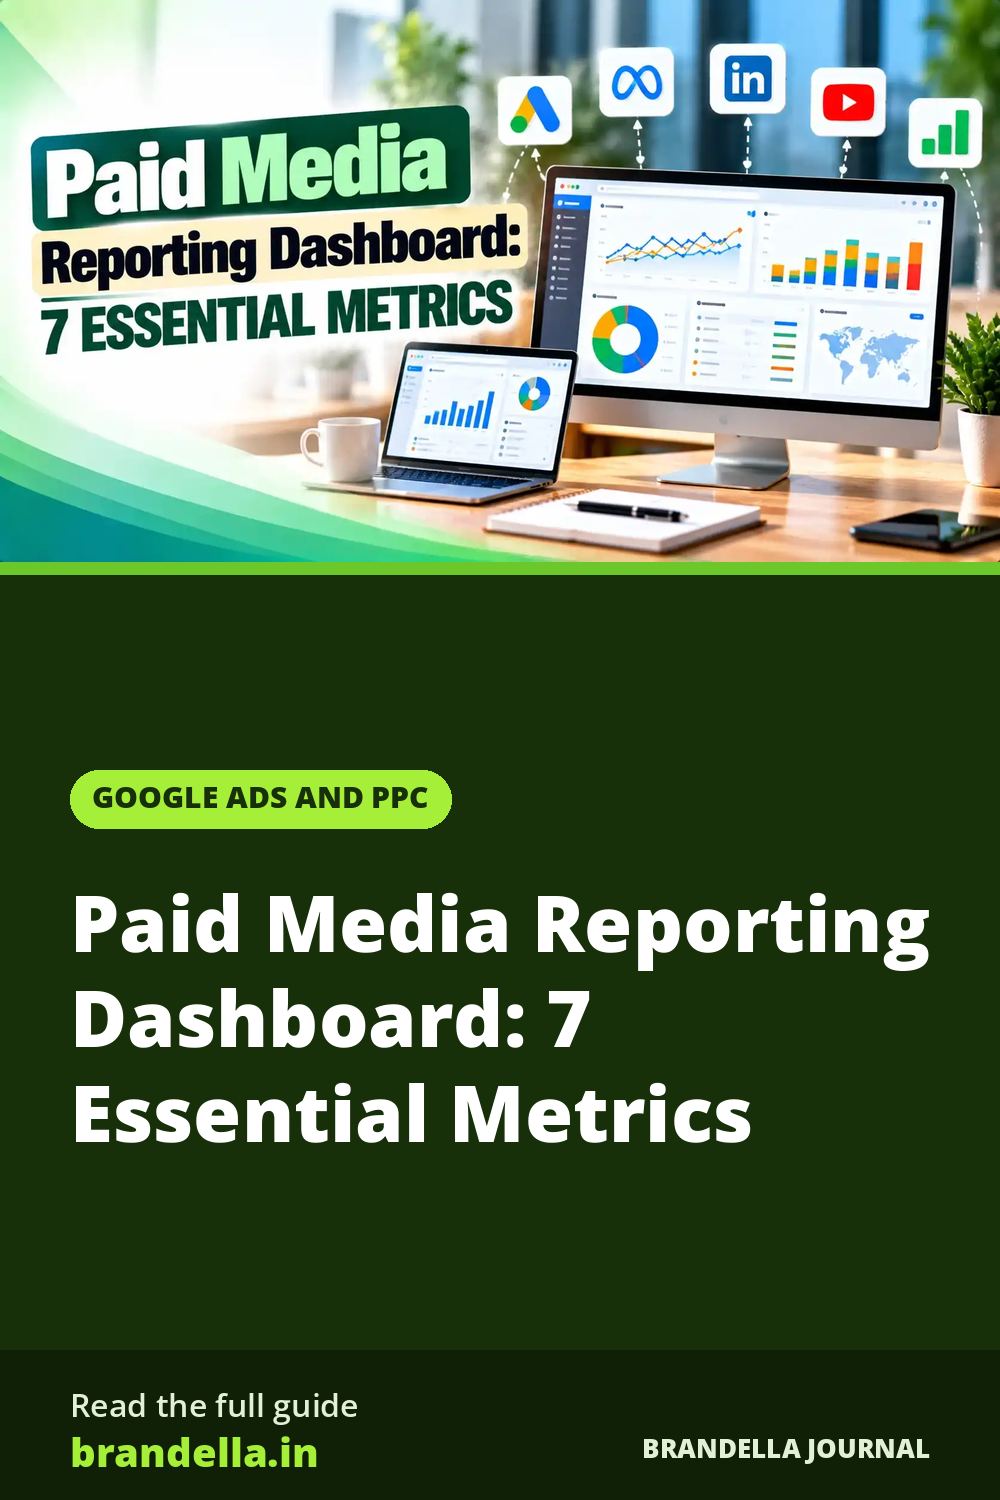 Paid Media
Reporting Dashboard:
7 ESSENTIAL METRICS
in
GOOGLE ADS AND PPC
Paid Media Reporting
Dashboard: 7
Essential Metrics
Read the full guide
brandella.in
BRANDELLA JOURNAL